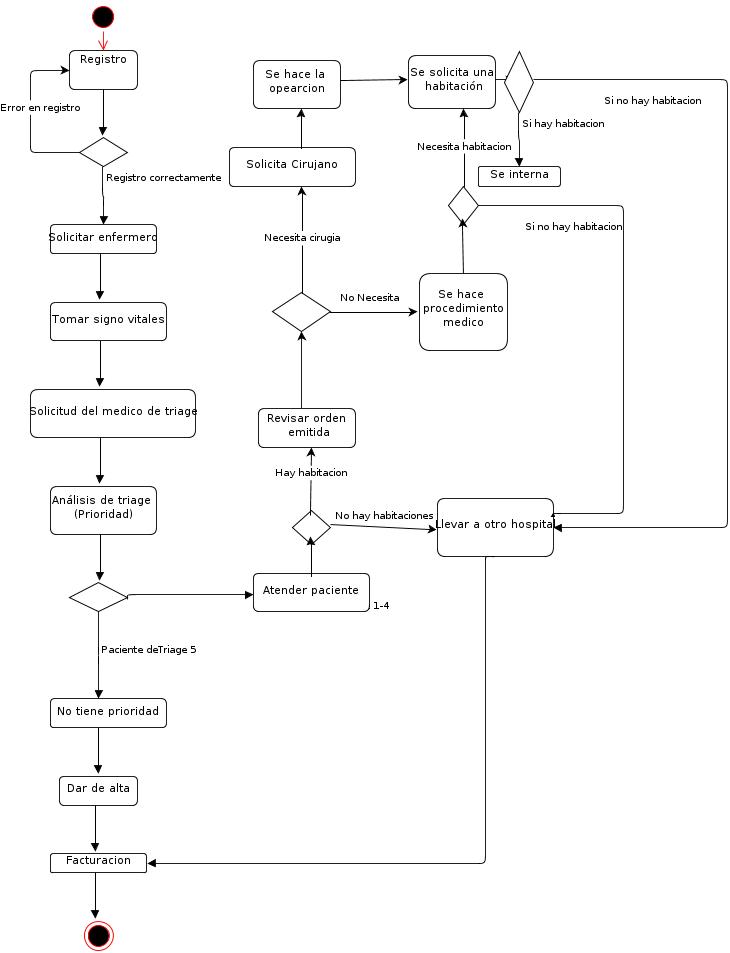 Registro
Error en registro
Registro correctamente
Solicitar enfermero
Tomar signo vitales
Solicitud del medico de triage
Análisis de triage
(Prioridad)
Paciente deTriage 5
No tiene prioridad
Dar de alta
Facturacion
Atender paciente
1-4
Hay habitacion
No hay habitaciones
Llevar a otro hospital
Revisar orden
emitida
No Necesita
Necesita cirugia
Solicita Cirujano
Se hace la
opearcion
Se hace
procedimiento
medico
Necesita habitacion
Si no hay habitacion
Se solicita una
habitación
Si hay habitacion
Se interna
Si no hay habitacion